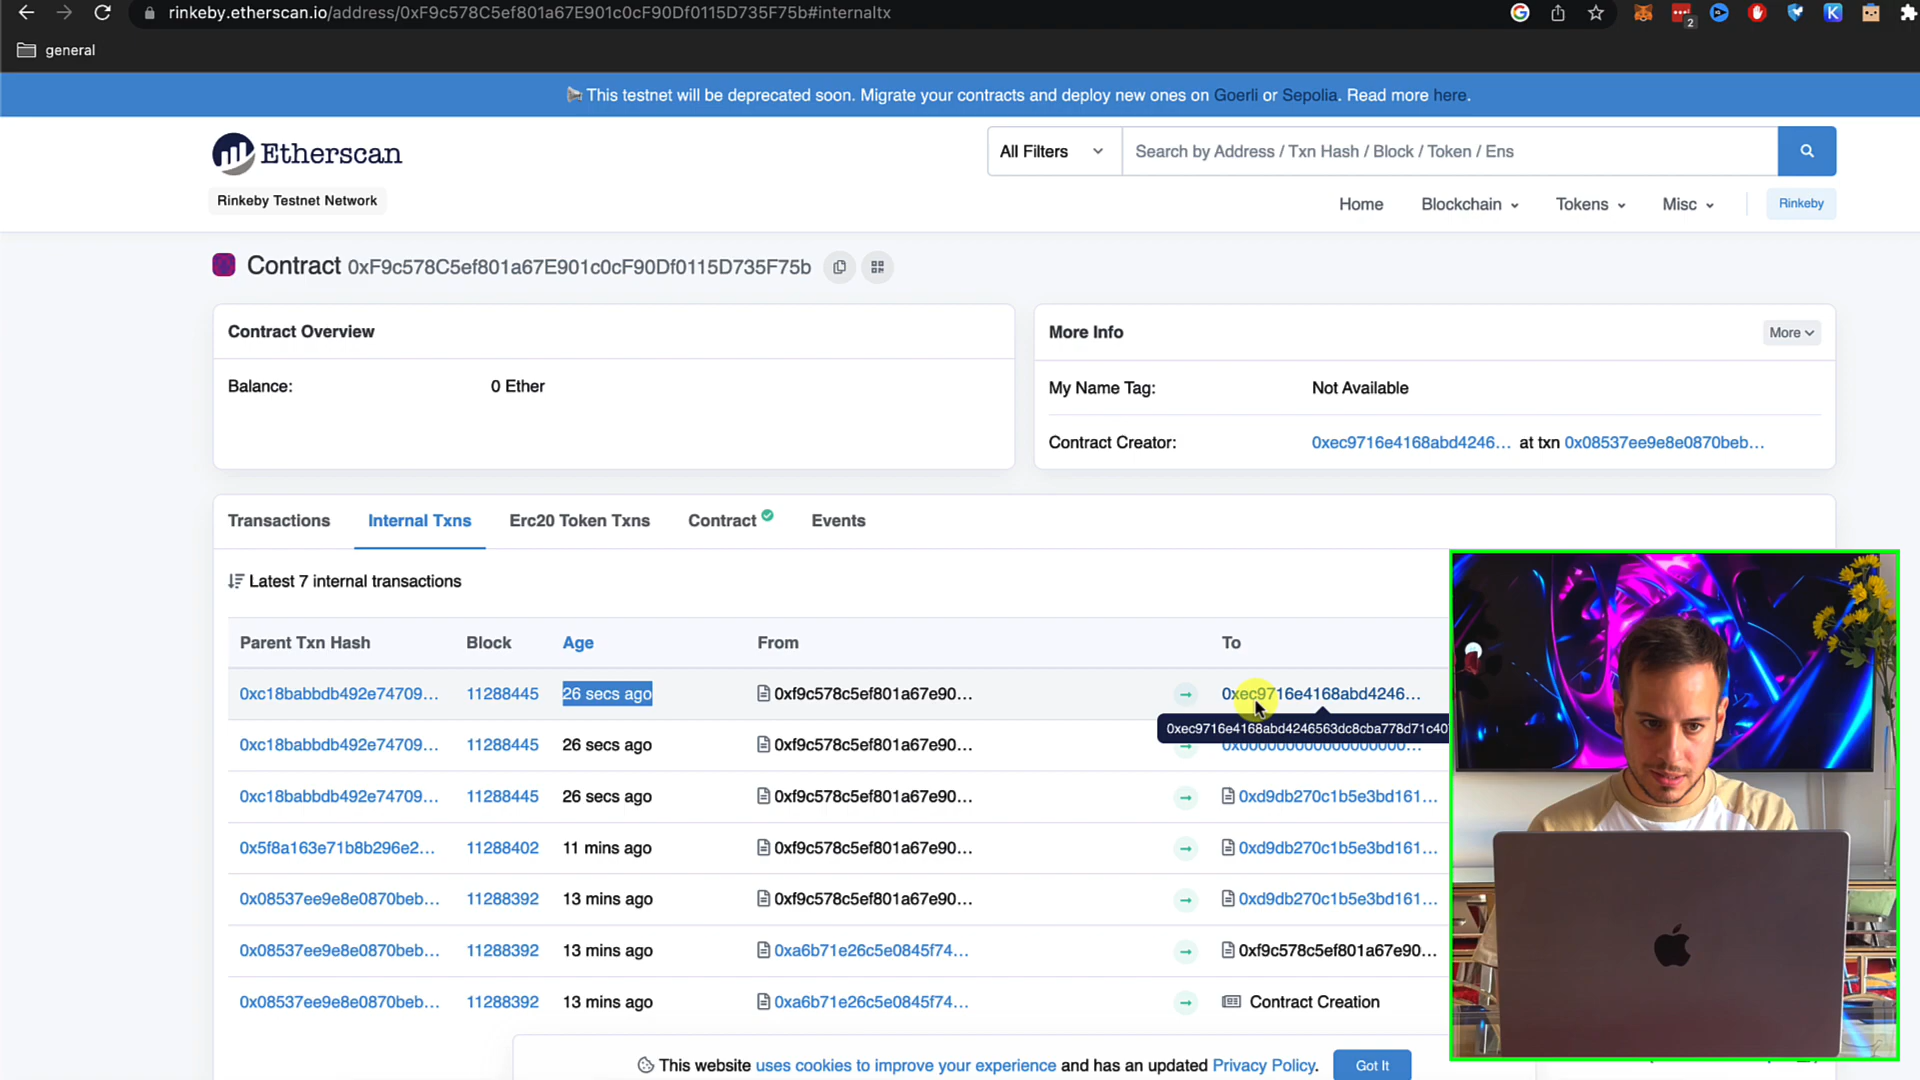 rinkeby.etherscan.io/address/0xF9c578C5ef801a67E901c0cF90Df0115D735F75b#internaltx
2
K
general
This testnet will be deprecated soon. Migrate your contracts and deploy new ones on Goerli or Sepolia. Read more here.
Etherscan
All Filters
Search by Address / Txn Hash / Block / Token / Ens
Rinkeby Testnet Network
Home Blockchain Tokens Misc Rinkeby
Contract 0xF9c578C5ef801a67E901c0cF90Df0115D735F75b
Contract Overview
Balance: 0 Ether
More Info More
My Name Tag: Not Available
Contract Creator: 0xec9716e4168abd4246... at txn 0x08537ee9e8e0870beb...
Transactions Internal Txns Erc20 Token Txns Contract Events
Latest 7 internal transactions
Parent Txn Hash Block Age From To
0xc18babbdb492e74709... 11288445 26 secs ago 0xf9c578c5ef801a67e90... 0xec9716e4168abd4246...
0xec9716e4168abd4246563dc8cba778d71c40
0xc18babbdb492e74709... 11288445 26 secs ago 0xf9c578c5ef801a67e90...
0xc18babbdb492e74709... 11288445 26 secs ago 0xf9c578c5ef801a67e90... 0xd9db270c1b5e3bd161...
0x5f8a163e71b8b296e2... 11288402 11 mins ago 0xf9c578c5ef801a67e90... 0xd9db270c1b5e3bd161...
0x08537ee9e8e0870beb... 11288392 13 mins ago 0xf9c578c5ef801a67e90... 0xd9db270c1b5e3bd161...
0x08537ee9e8e0870beb... 11288392 13 mins ago 0xa6b71e26c5e0845f74... 0xf9c578c5ef801a67e90...
0x08537ee9e8e0870beb... 11288392 13 mins ago 0xa6b71e26c5e0845f74... Contract Creation
This website uses cookies to improve your experience and has an updated Privacy Policy. Got It